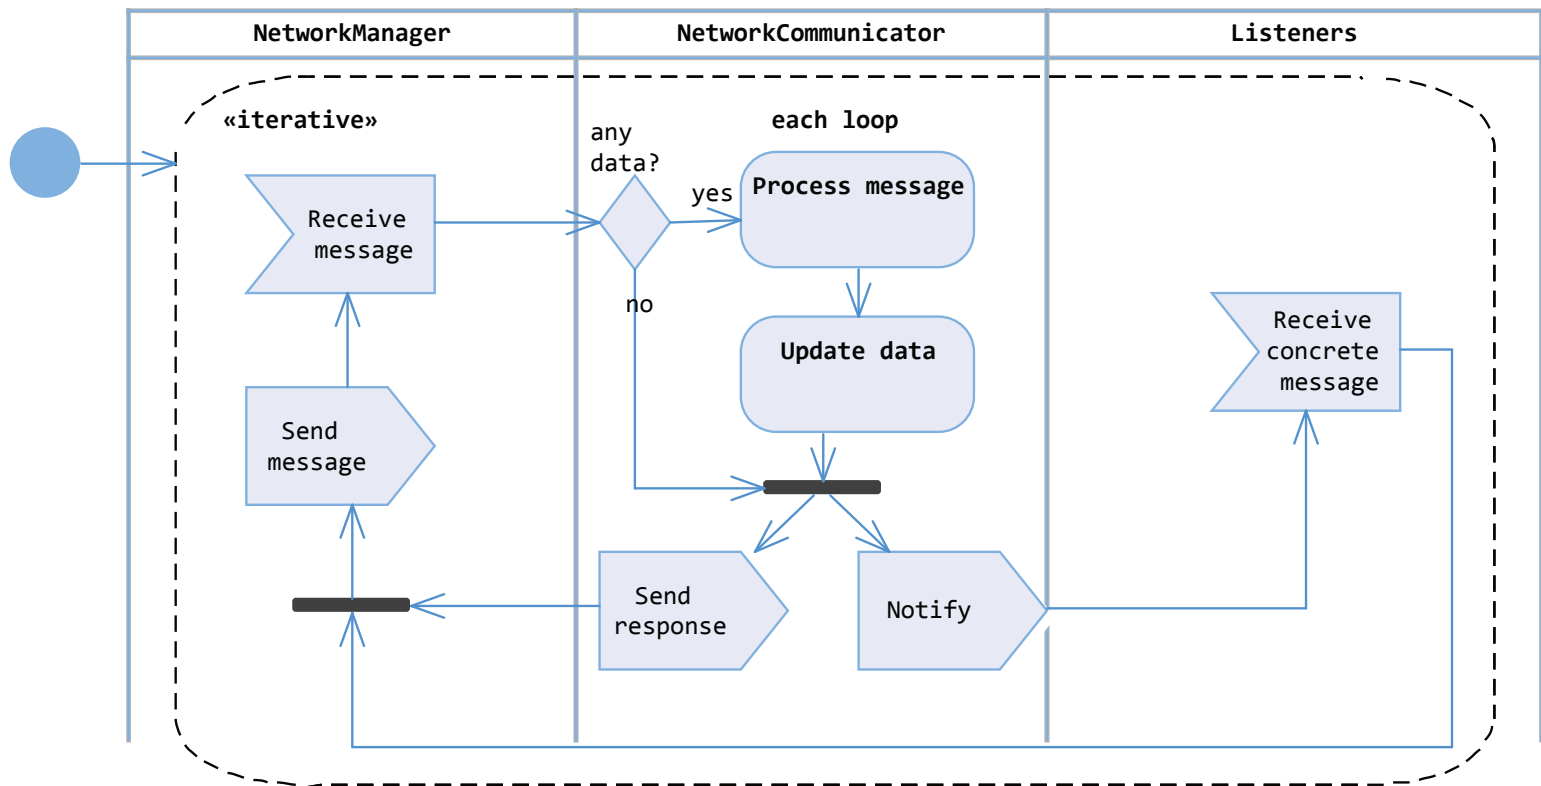 NetworkManager
NetworkCommunicator
Listeners
«iterative»
each loop
any
data?
yes
Process message
Receive
message
no
Update data
Receive
concrete
message
Send
message
Send
response
Notify